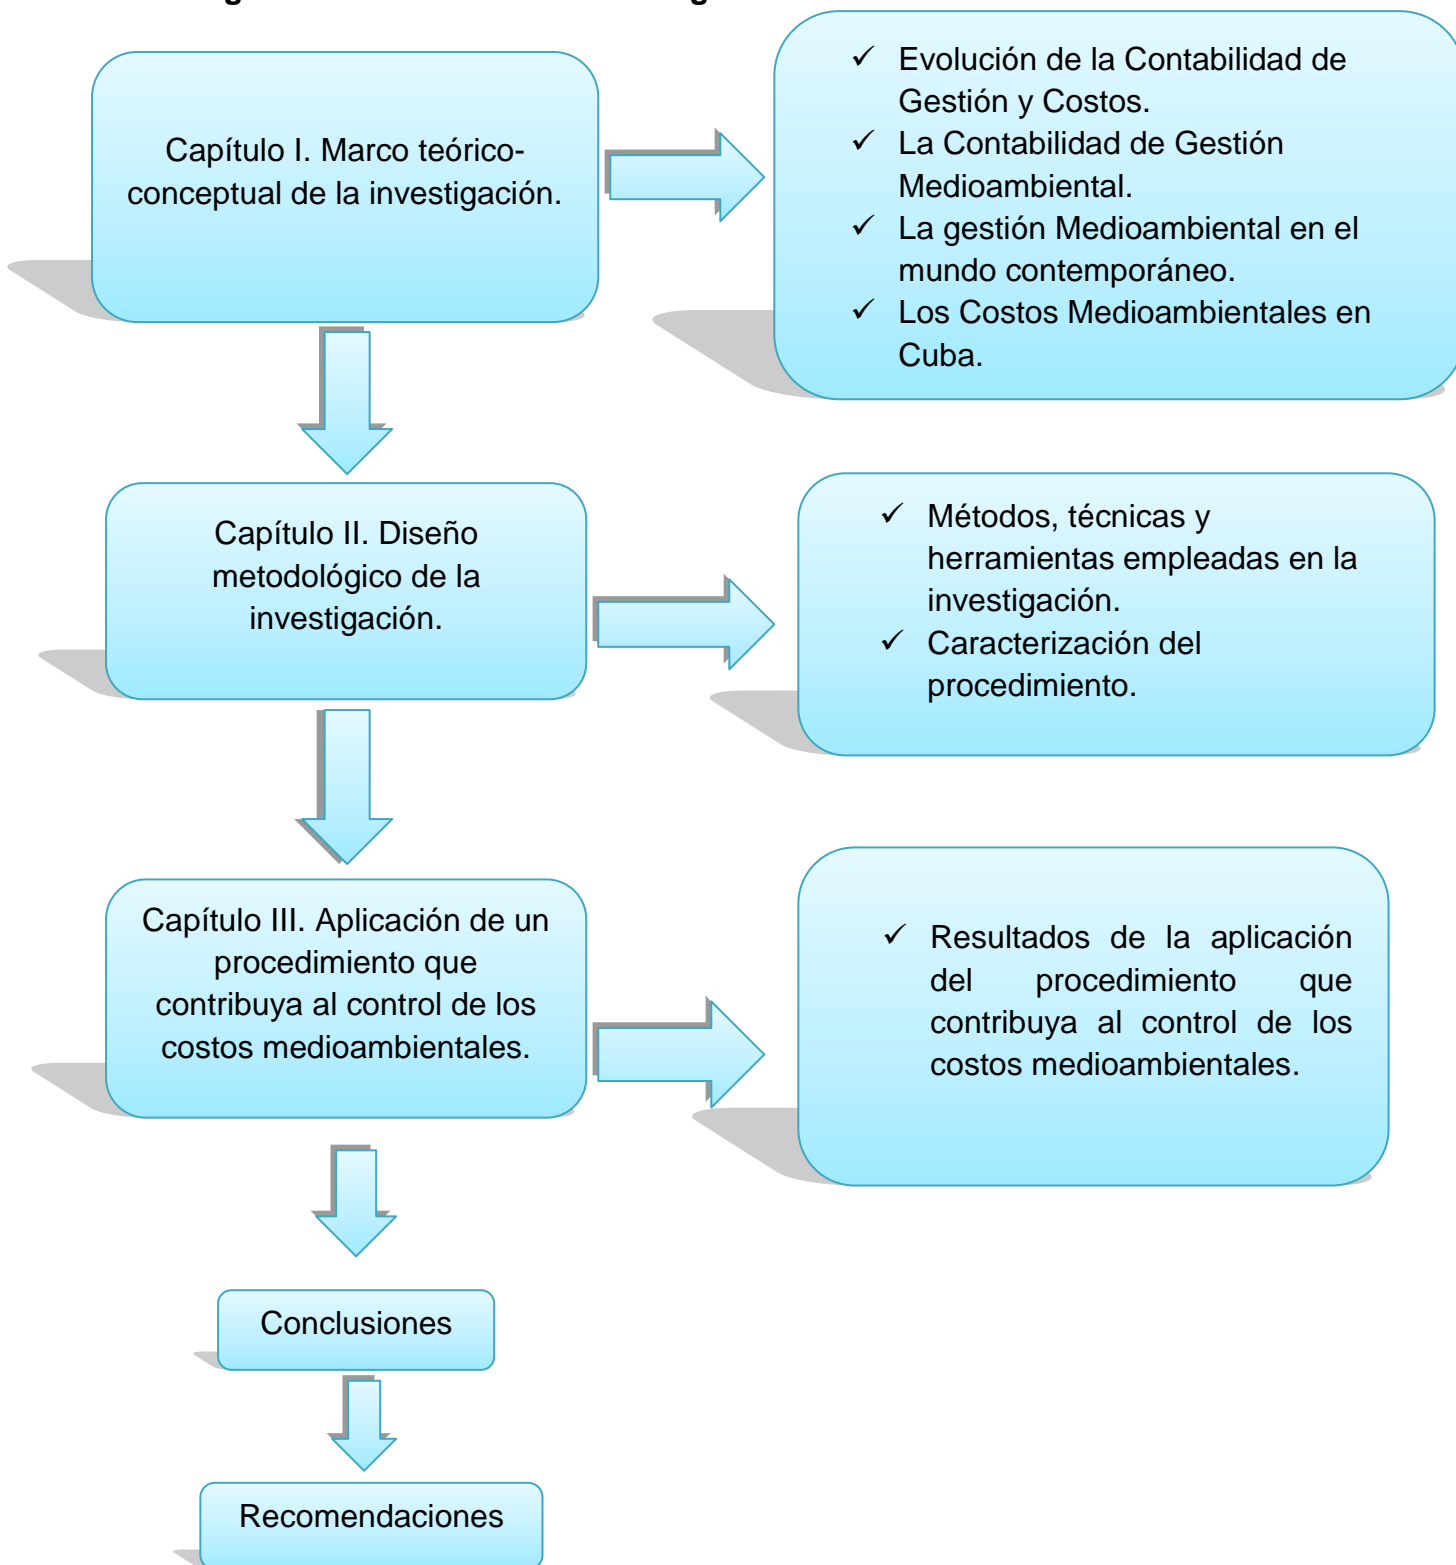 Capítulo I. Marco teórico-
conceptual de la investigación.
✓ Evolución de la Contabilidad de
Gestión y Costos.
✓ La Contabilidad de Gestión
Medioambiental.
✓ La gestión Medioambiental en el
mundo contemporáneo.
✓ Los Costos Medioambientales en
Cuba.
Capítulo II. Diseño
metodológico de la
investigación.
✓ Métodos, técnicas y
herramientas empleadas en la
investigación.
✓ Caracterización del
procedimiento.
Capítulo III. Aplicación de un
procedimiento que
contribuya al control de los
costos medioambientales.
✓ Resultados de la aplicación
del procedimiento que
contribuya al control de los
costos medioambientales.
Conclusiones
Recomendaciones